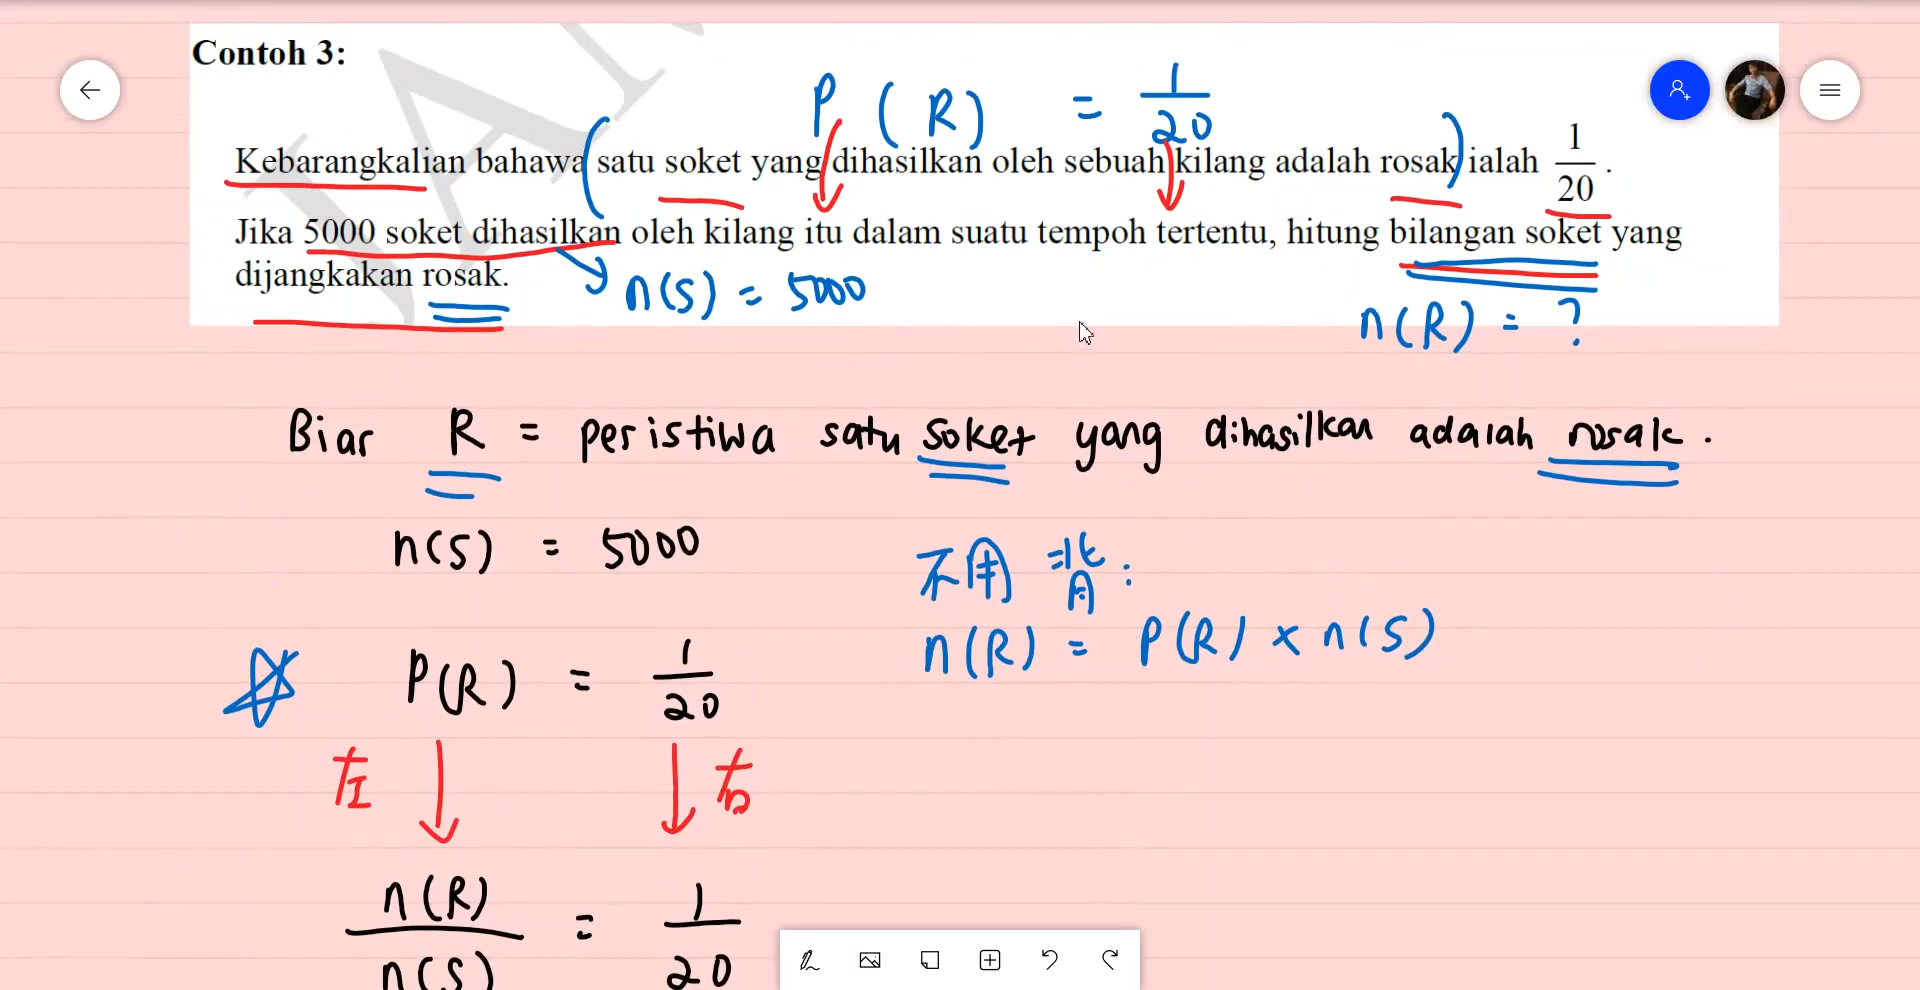 Contoh 3:
P ( R ) = 1/20
Kebarangkalian bahawa satu soket yang dihasilkan oleh sebuah kilang adalah rosak ialah 1/20.
Jika 5000 soket dihasilkan oleh kilang itu dalam suatu tempoh tertentu, hitung bilangan soket yang
dijangkakan rosak.
n(S) = 5000
n(R) = ?
Biar R = peristiwa satu soket yang dihasilkan adalah rosak.
n(S) = 5000
不用背:
n(R) = P(R) × n(S)
P(R) = 1/20
n(R)/n(S) = 1/20